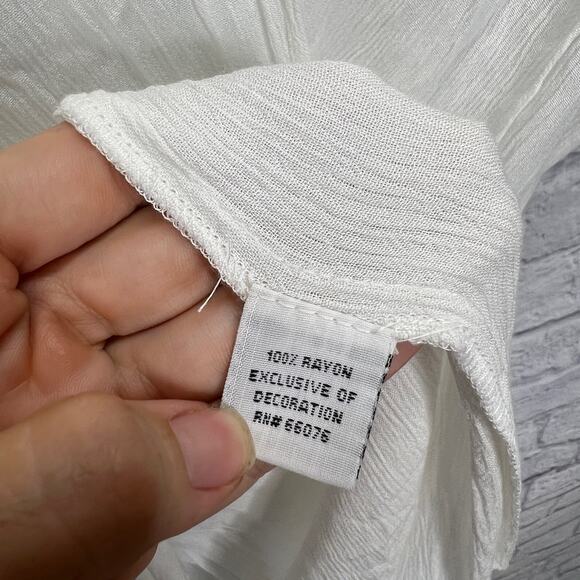 100% RAYON
EXCLUSIVE OF
DECORATION
RN# 66076